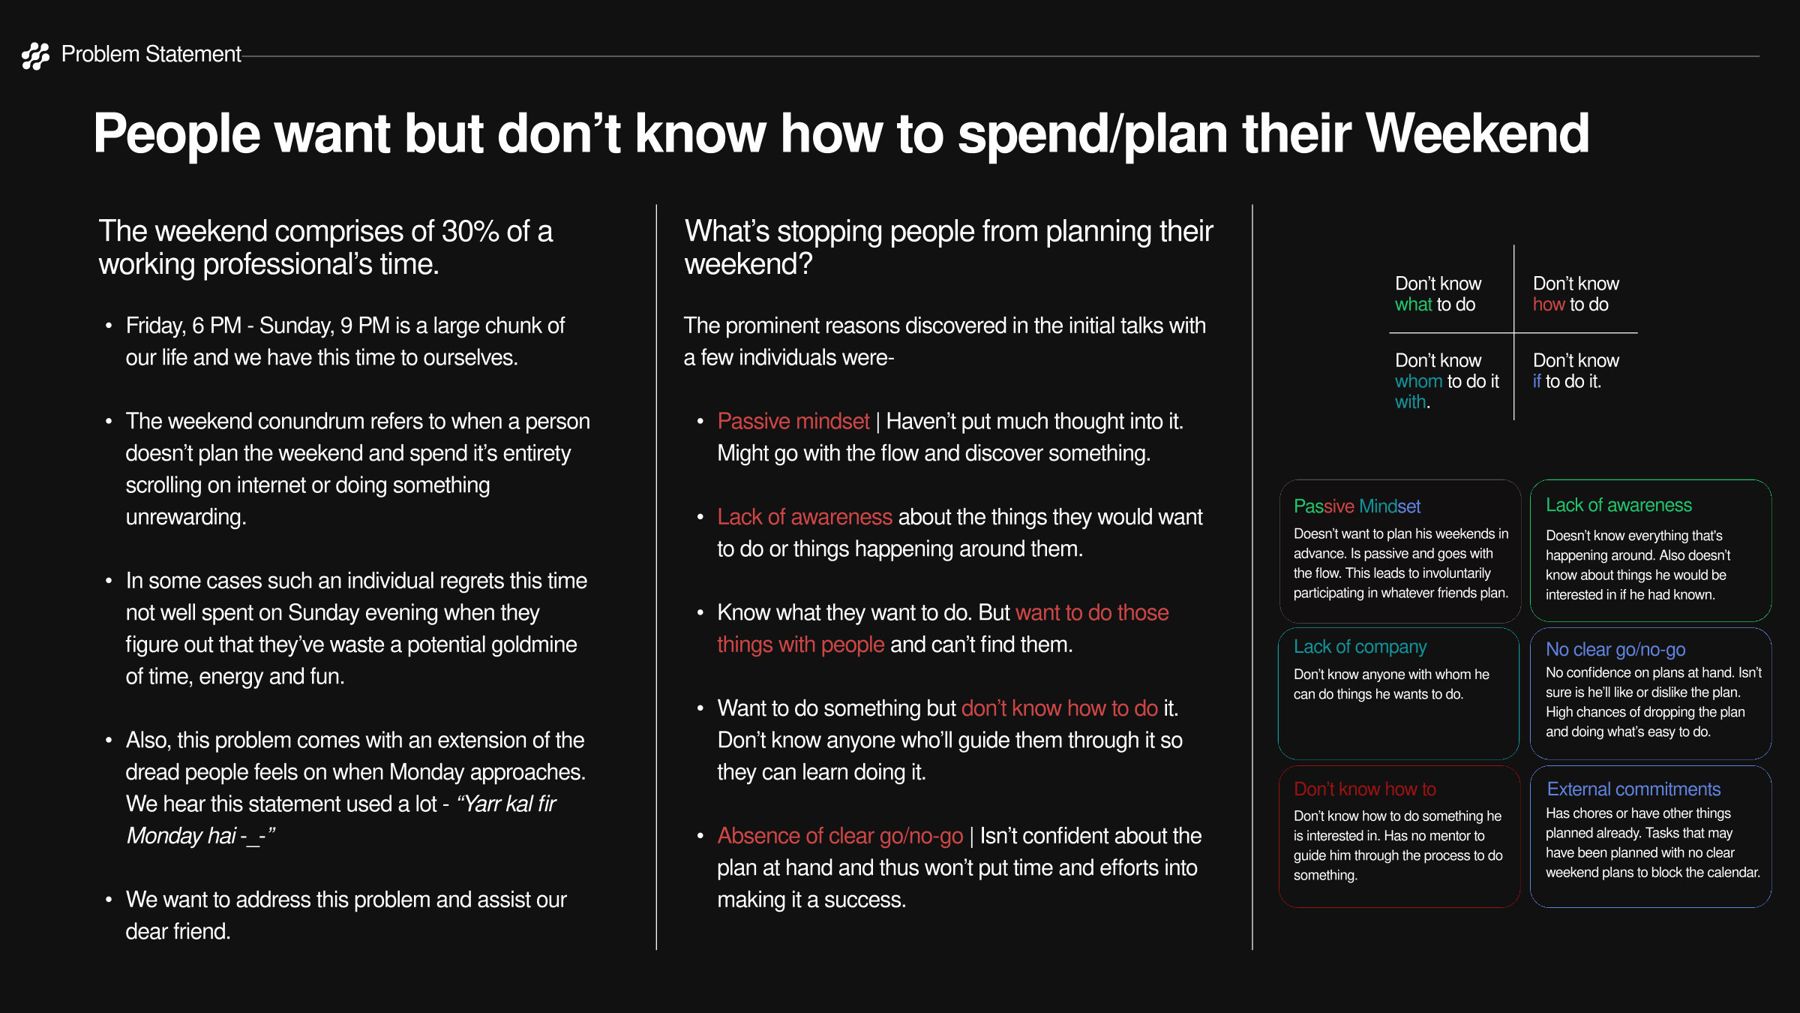 Problem Statement
People want but don't know how to spend/plan their Weekend
The weekend comprises of 30% of a
working professional's time.
• Friday, 6 PM - Sunday, 9 PM is a large chunk of
our life and we have this time to ourselves.
• The weekend conundrum refers to when a person
doesn't plan the weekend and spend it's entirety
scrolling on internet or doing something
unrewarding.
• In some cases such an individual regrets this time
not well spent on Sunday evening when they
figure out that they've waste a potential goldmine
of time, energy and fun.
• Also, this problem comes with an extension of the
dread people feels on when Monday approaches.
We hear this statement used a lot - “Yarr kal fir
Monday hai -_-”
• We want to address this problem and assist our
dear friend.
What's stopping people from planning their
weekend?
The prominent reasons discovered in the initial talks with
a few individuals were-
• Passive mindset | Haven't put much thought into it.
Might go with the flow and discover something.
• Lack of awareness about the things they would want
to do or things happening around them.
• Know what they want to do. But want to do those
things with people and can't find them.
• Want to do something but don't know how to do it.
Don't know anyone who'll guide them through it so
they can learn doing it.
• Absence of clear go/no-go | Isn't confident about the
plan at hand and thus won't put time and efforts into
making it a success.
Don't know
what to do
Don't know
how to do
Don't know
whom to do it
with.
Don't know
if to do it.
Passive Mindset
Doesn't want to plan his weekends in
advance. Is passive and goes with
the flow. This leads to involuntarily
participating in whatever friends plan.
Lack of awareness
Doesn't know everything that's
happening around. Also doesn't
know about things he would be
interested in if he had known.
Lack of company
Don't know anyone with whom he
can do things he wants to do.
No clear go/no-go
No confidence on plans at hand. Isn't
sure is he'll like or dislike the plan.
High chances of dropping the plan
and doing what's easy to do.
Don't know how to
Don't know how to do something he
is interested in. Has no mentor to
guide him through the process to do
something.
External commitments
Has chores or have other things
planned already. Tasks that may
have been planned with no clear
weekend plans to block the calendar.